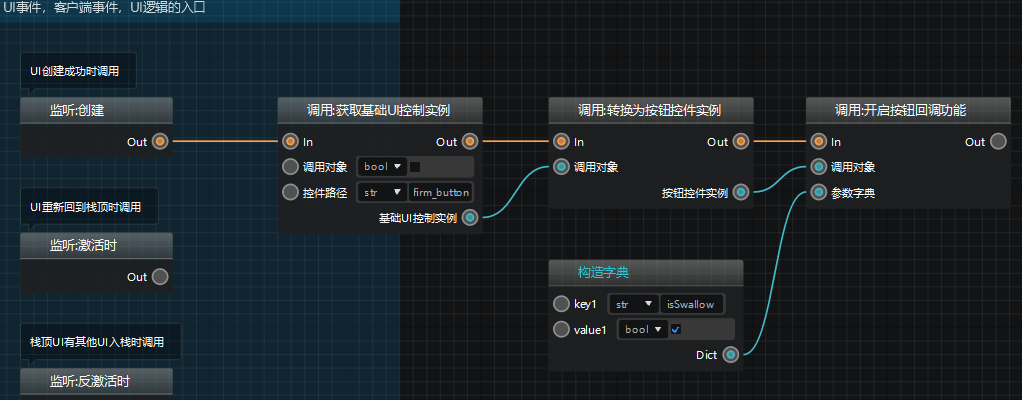 UI事件，客户端事件，UI逻辑的入口
UI创建成功时调用
监听:创建
Out
UI重新回到栈顶时调用
监听:激活时
Out
栈顶UI有其他UI入栈时调用
监听:反激活时
调用:获取基础UI控制实例
In
Out
调用对象
bool
控件路径
str
firm_button
基础UI控制实例
调用:转换为按钮控件实例
In
Out
调用对象
按钮控件实例
构造字典
key1
str
isSwallow
value1
bool
Dict
调用:开启按钮回调功能
In
Out
调用对象
参数字典